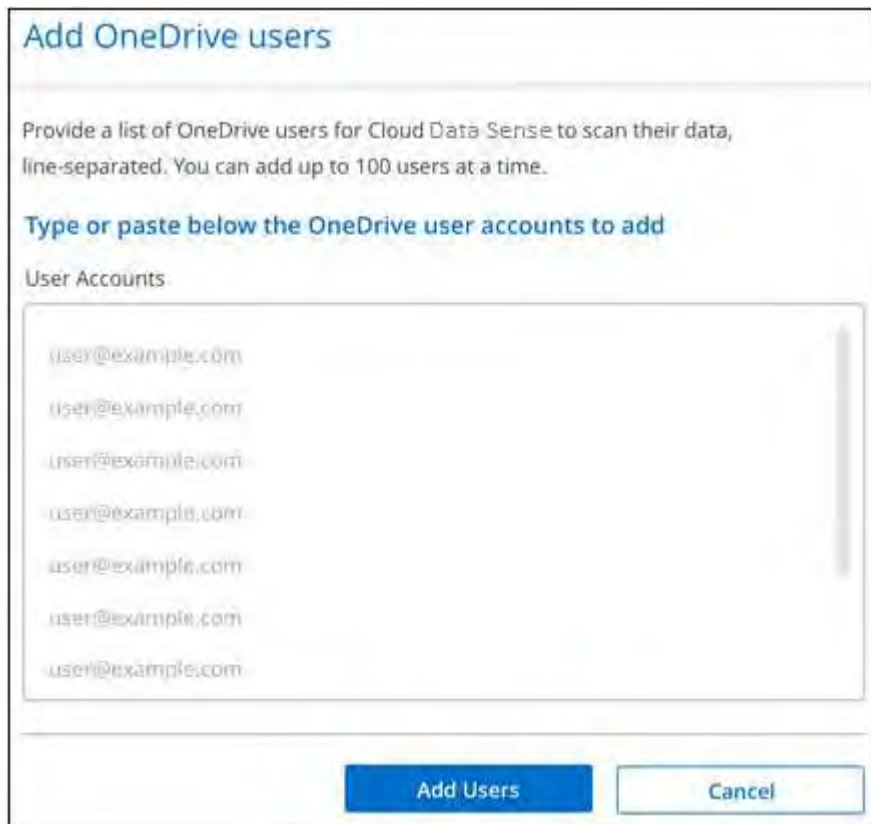 Add OneDrive users
Provide a list of OneDrive users for Cloud Data Sense to scan their data,
line-separated. You can add up to 100 users at a time.
Type or paste below the OneDrive user accounts to add
User Accounts
user@example.com
user@example.com
user@example.com
user@example.com
user@example.com
user@example.com
user@example.com
Add Users
Cancel